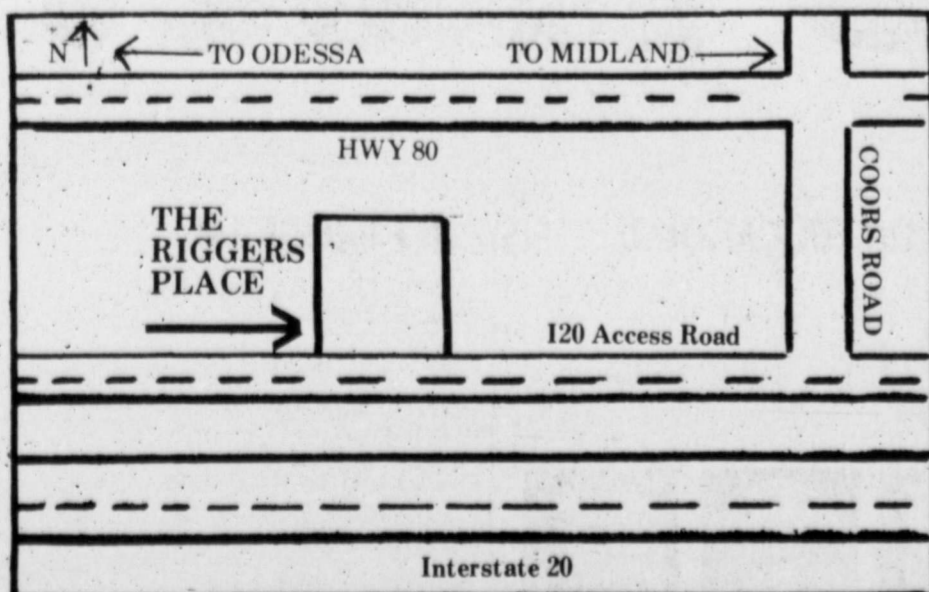 N
TO ODESSA
TO MIDLAND
HWY 80
COORS ROAD
THE
RIGGERS
PLACE
I20 Access Road
Interstate 20